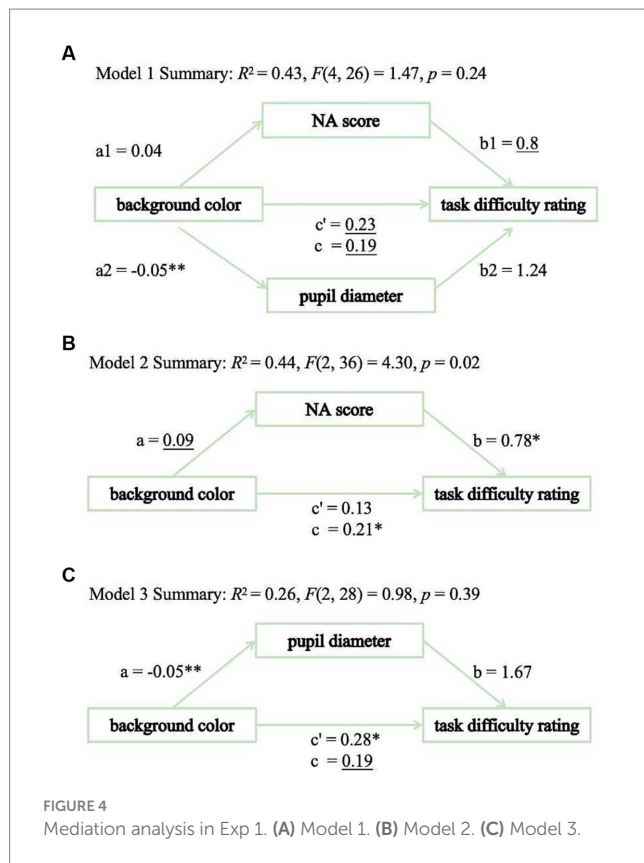 A
Model 1 Summary: R² = 0.43, F(4, 26) = 1.47, p = 0.24
NA score
a1 = 0.04
b1 = 0.8
background color
task difficulty rating
c' = 0.23
c = 0.19
a2 = -0.05**
b2 = 1.24
pupil diameter
B
Model 2 Summary: R² = 0.44, F(2, 36) = 4.30, p = 0.02
NA score
a = 0.09
b = 0.78*
background color
task difficulty rating
c' = 0.13
c = 0.21*
C
Model 3 Summary: R² = 0.26, F(2, 28) = 0.98, p = 0.39
pupil diameter
a = -0.05**
b = 1.67
background color
task difficulty rating
c' = 0.28*
c = 0.19
FIGURE 4
Mediation analysis in Exp 1. (A) Model 1. (B) Model 2. (C) Model 3.